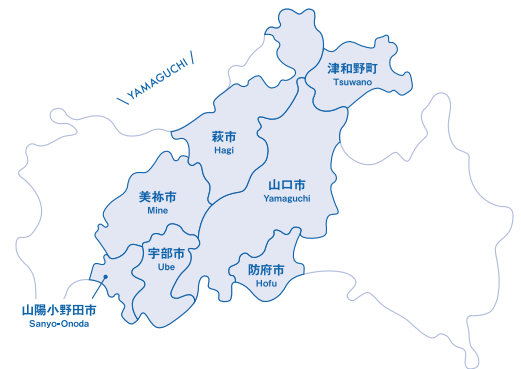 \ YAMAGUCHI /
津和野町
Tsuwano
萩市
Hagi
山口市
Yamaguchi
美祢市
Mine
宇部市
Ube
防府市
Hofu
山陽小野田市
Sanyo-Onoda